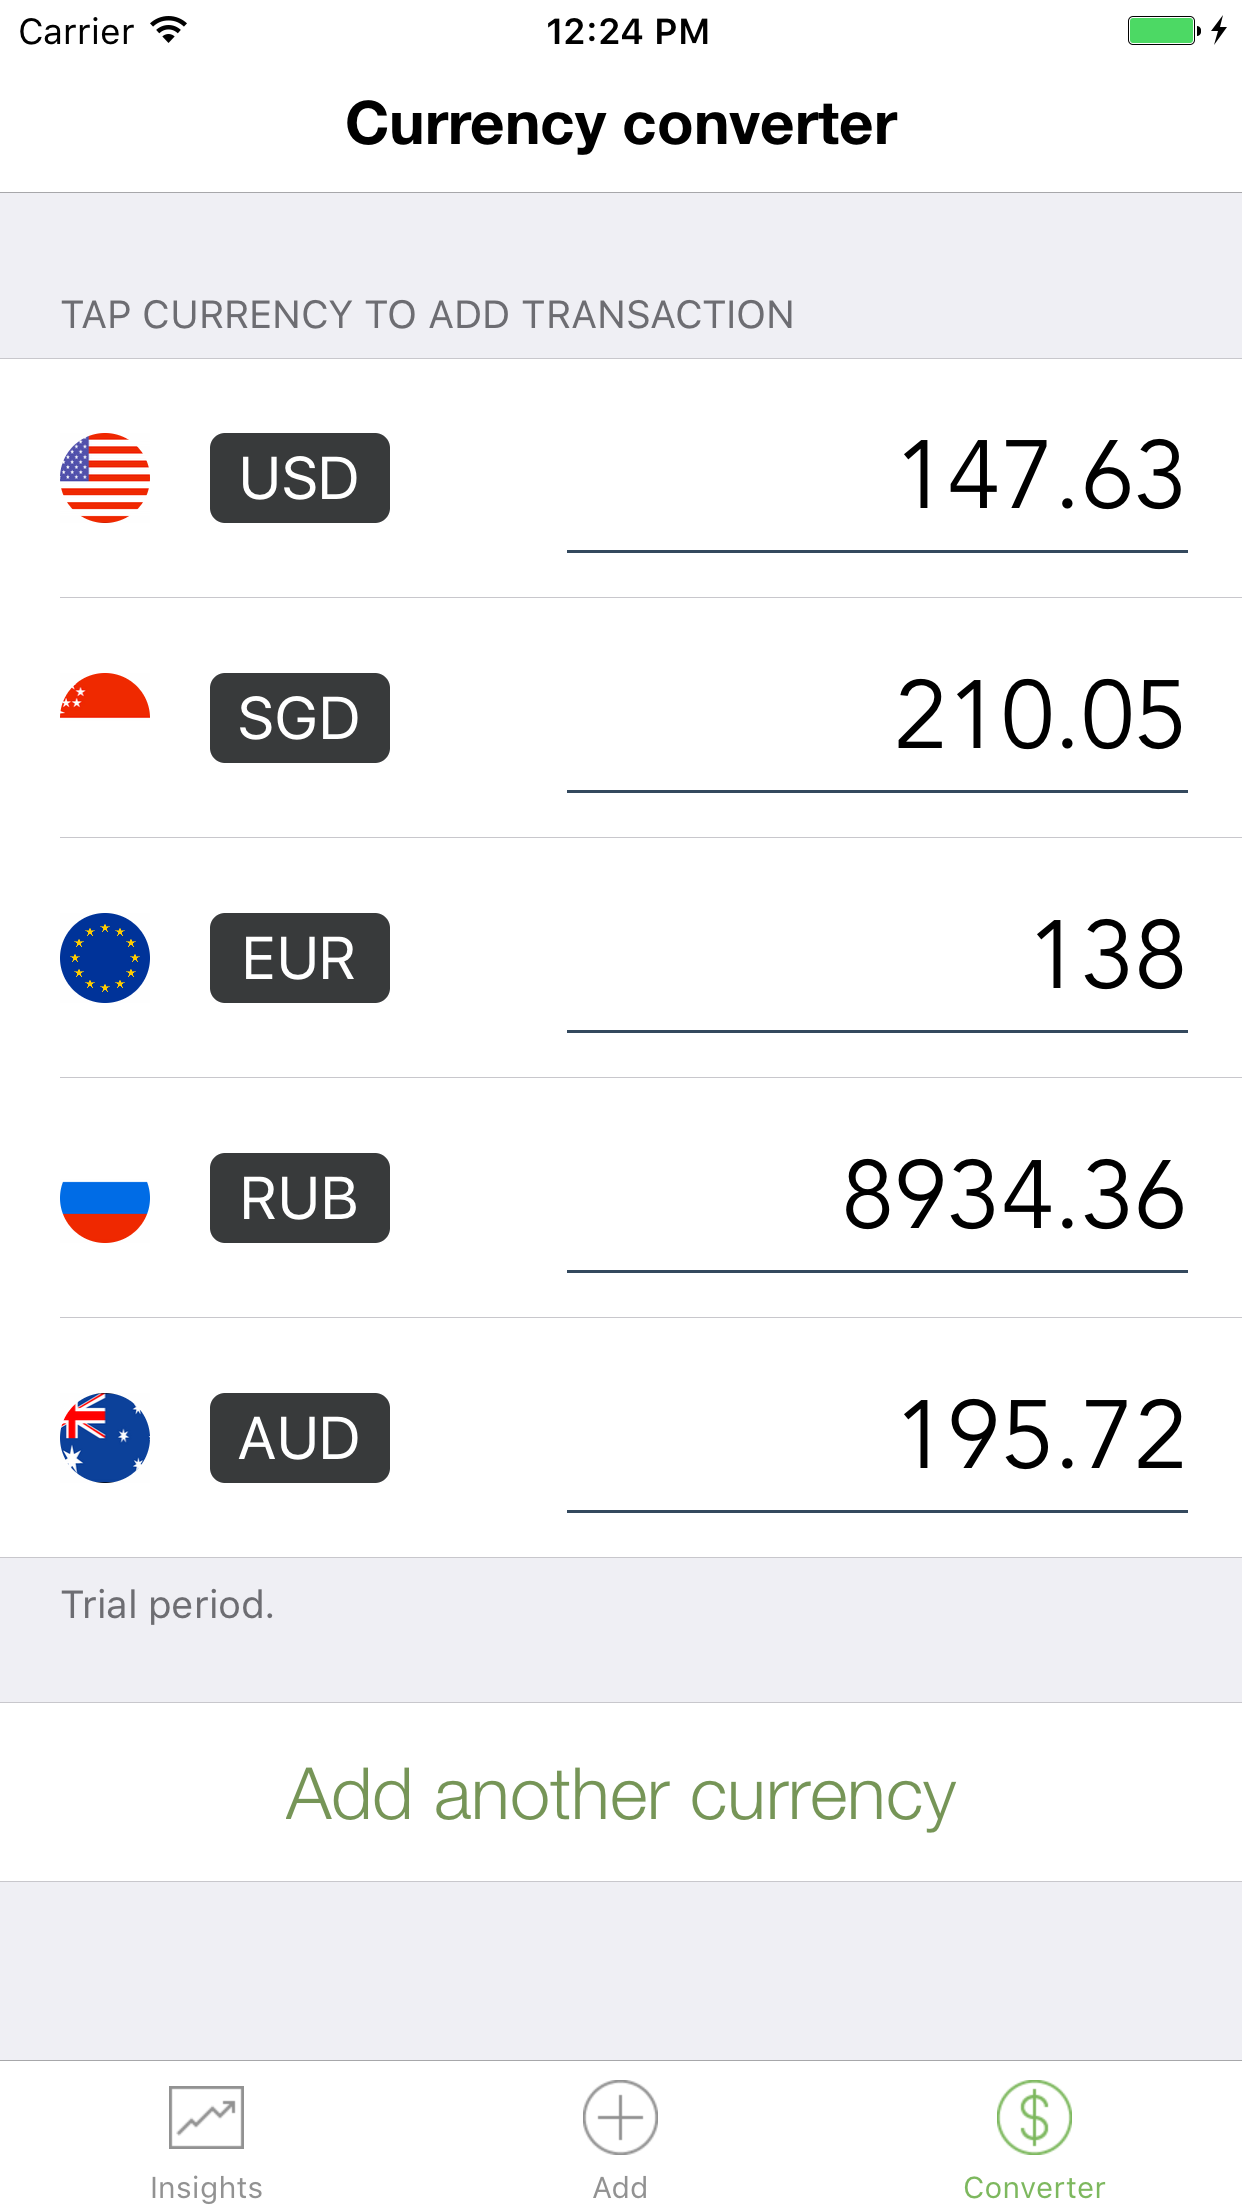 Carrier 12:24 PM
Currency converter
TAP CURRENCY TO ADD TRANSACTION
USD 147.63
SGD 210.05
EUR 138
RUB 8934.36
AUD 195.72
Trial period.
Add another currency
Insights Add Converter